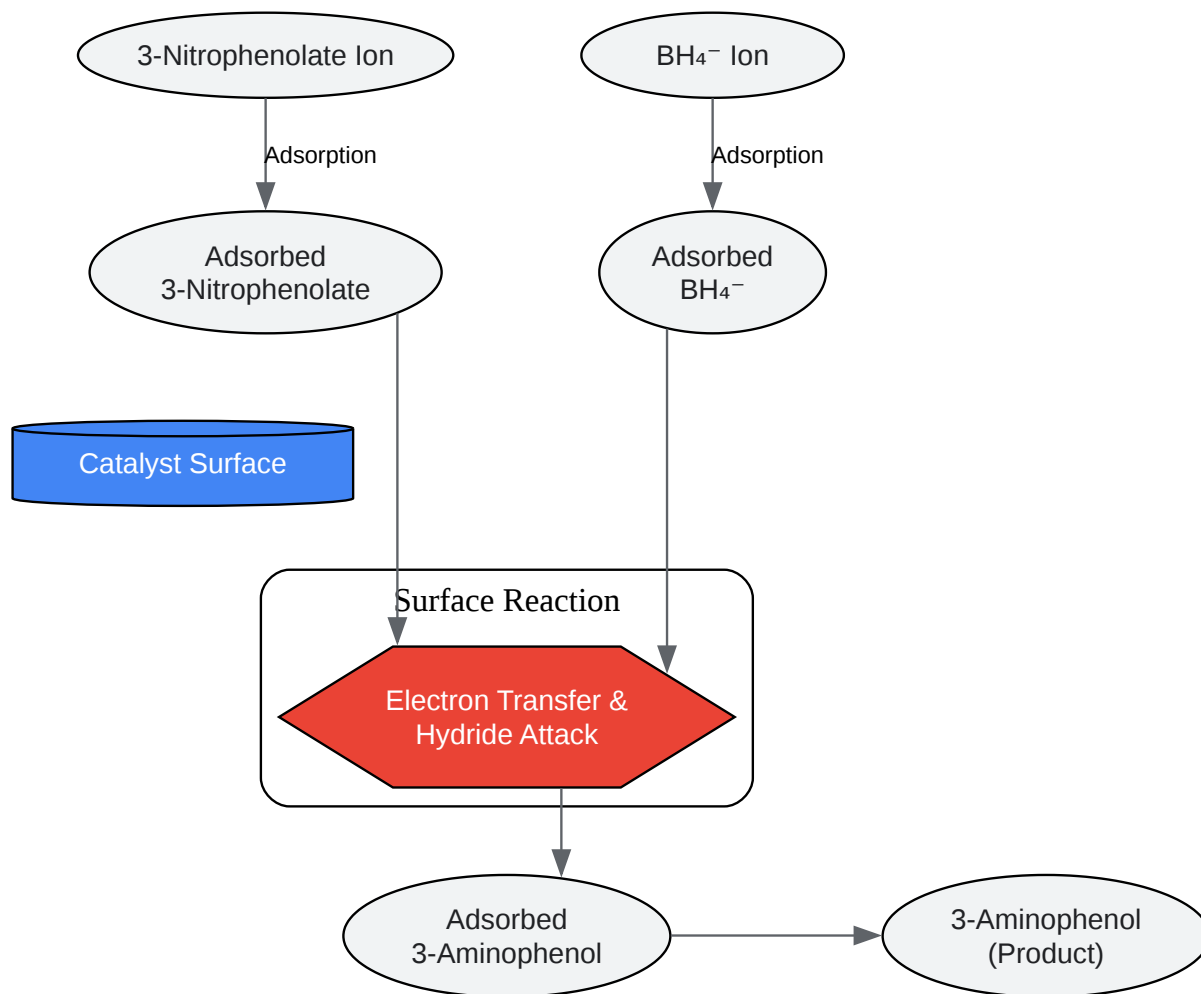 3-Nitrophenolate Ion
BH₄⁻ Ion
Adsorption
Adsorption
Adsorbed
3-Nitrophenolate
Adsorbed
BH₄⁻
Catalyst Surface
Surface Reaction
Electron Transfer &
Hydride Attack
Adsorbed
3-Aminophenol
3-Aminophenol
(Product)